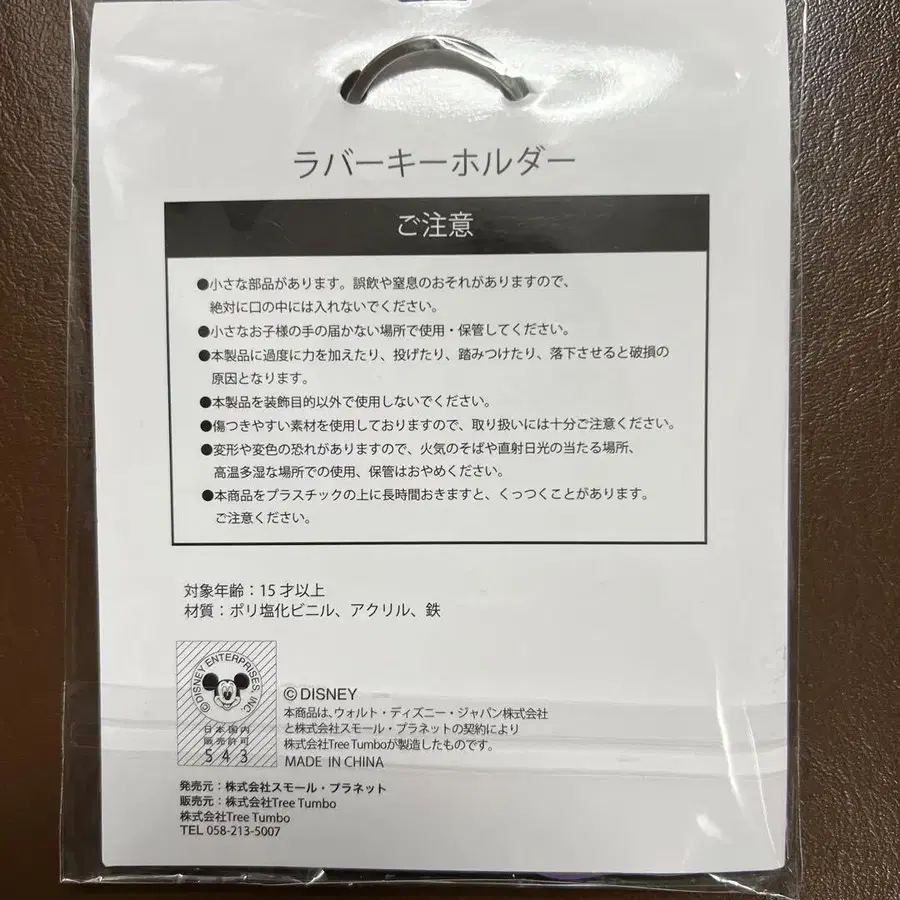 ラバーキーホルダー
ご注意
●小さな部品があります。誤飲や窒息のおそれがありますので、
絶対に口の中には入れないでください。
●小さなお子様の手の届かない場所で使用・保管してください。
●本製品に過度に力を加えたり、投げたり、踏みつけたり、落下させると破損の
原因となります。
●本製品を装飾目的以外で使用しないでください。
●傷つきやすい素材を使用しておりますので、取り扱いには十分ご注意ください。
●変形や変色の恐れがありますので、火気のそばや直射日光の当たる場所、
高温多湿な場所での使用、保管はおやめください。
●本商品をプラスチックの上に長時間おきますと、くっつくことがあります。
ご注意ください。
対象年齢：15才以上
材質：ポリ塩化ビニル、アクリル、鉄
©DISNEY ENTERPRISES, INC.
日本国内
販売許可
543
©DISNEY
本商品は、ウォルト・ディズニー・ジャパン株式会社
と株式会社スモール・プラネットの契約により
株式会社Tree Tumboが製造したものです。
MADE IN CHINA
発売元：株式会社スモール・プラネット
販売元：株式会社Tree Tumbo
株式会社Tree Tumbo
TEL 058-213-5007